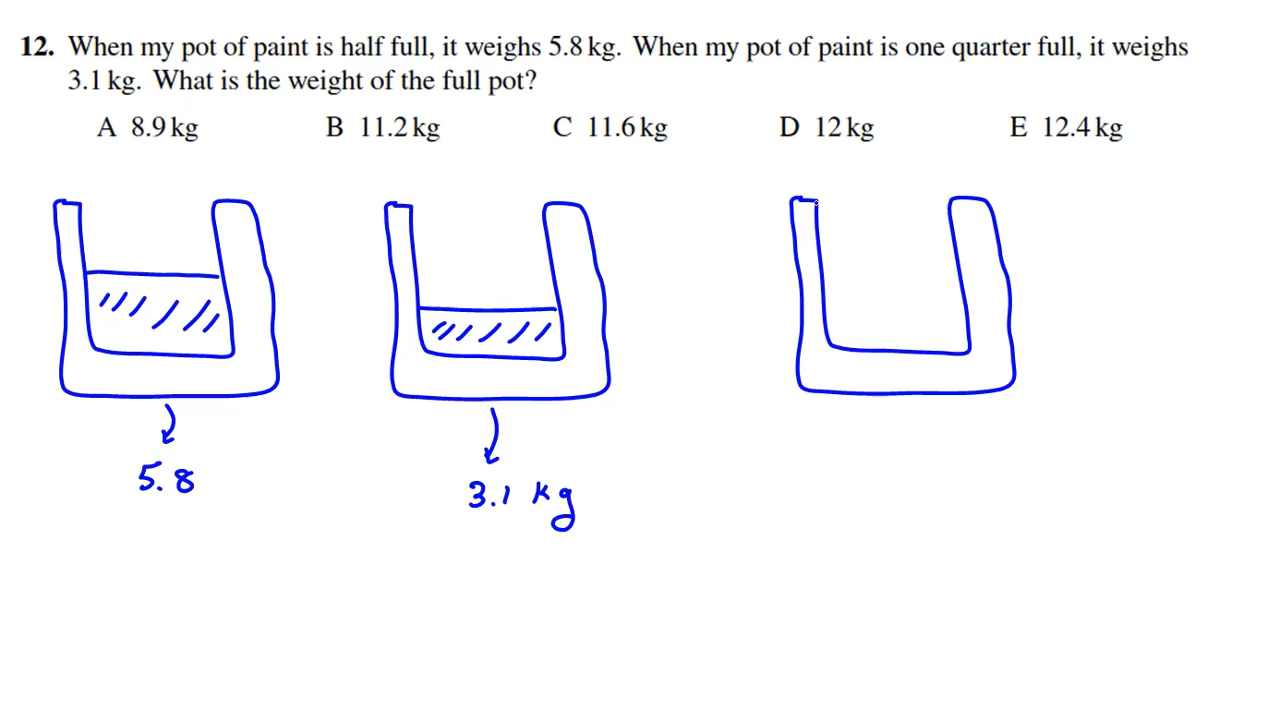 12. When my pot of paint is half full, it weighs 5.8 kg. When my pot of paint is one quarter full, it weighs
3.1 kg. What is the weight of the full pot?
A 8.9 kg B 11.2 kg C 11.6 kg D 12 kg E 12.4 kg
5.8
3.1 kg